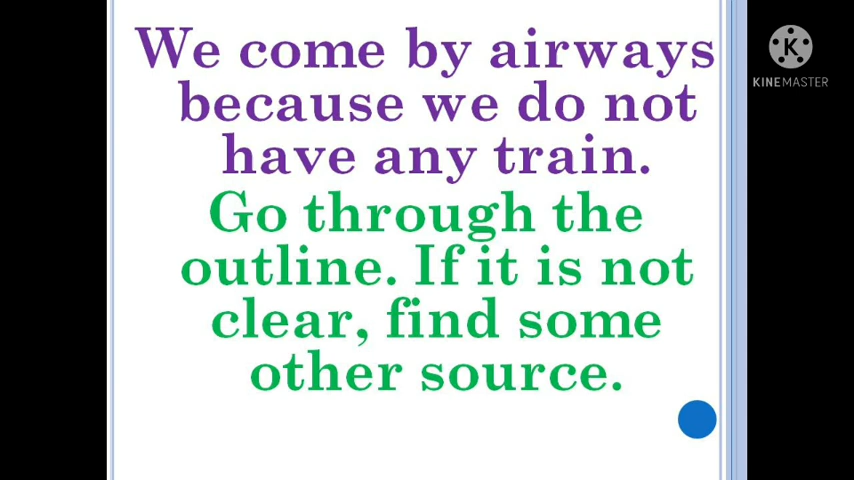 We come by airways
because we do not
have any train.
Go through the
outline. If it is not
clear, find some
other source.
K
KINEMASTER